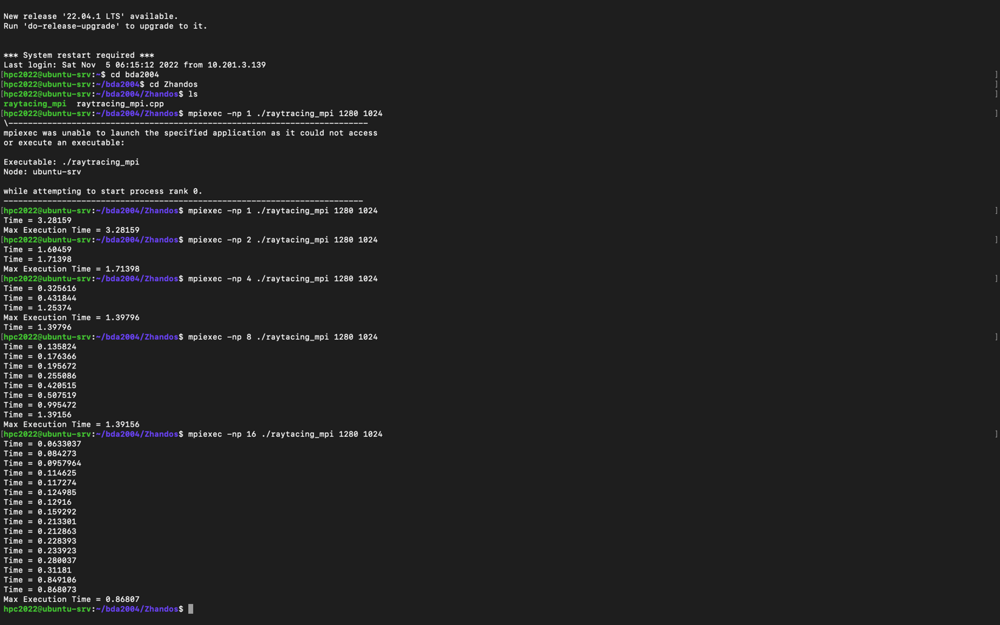 New release '22.04.1 LTS' available.
Run 'do-release-upgrade' to upgrade to it.
*** System restart required ***
Last login: Sat Nov  5 06:15:12 2022 from 10.201.3.139
[hpc2022@ubuntu-srv:~$ cd bda2004 ]
[hpc2022@ubuntu-srv:~/bda2004$ cd Zhandos ]
[hpc2022@ubuntu-srv:~/bda2004/Zhandos$ ls ]
raytacing_mpi  raytracing_mpi.cpp
[hpc2022@ubuntu-srv:~/bda2004/Zhandos$ mpiexec -np 1 ./raytracing_mpi 1280 1024 ]
\--------------------------------------------------------------------------
mpiexec was unable to launch the specified application as it could not access
or execute an executable:
Executable: ./raytracing_mpi
Node: ubuntu-srv
while attempting to start process rank 0.
--------------------------------------------------------------------------
[hpc2022@ubuntu-srv:~/bda2004/Zhandos$ mpiexec -np 1 ./raytacing_mpi 1280 1024 ]
Time = 3.28159
Max Execution Time = 3.28159
[hpc2022@ubuntu-srv:~/bda2004/Zhandos$ mpiexec -np 2 ./raytacing_mpi 1280 1024 ]
Time = 1.60459
Time = 1.71398
Max Execution Time = 1.71398
[hpc2022@ubuntu-srv:~/bda2004/Zhandos$ mpiexec -np 4 ./raytacing_mpi 1280 1024 ]
Time = 0.325616
Time = 0.431844
Time = 1.25374
Max Execution Time = 1.39796
Time = 1.39796
[hpc2022@ubuntu-srv:~/bda2004/Zhandos$ mpiexec -np 8 ./raytacing_mpi 1280 1024 ]
Time = 0.135824
Time = 0.176366
Time = 0.195672
Time = 0.255086
Time = 0.420515
Time = 0.507519
Time = 0.995472
Time = 1.39156
Max Execution Time = 1.39156
[hpc2022@ubuntu-srv:~/bda2004/Zhandos$ mpiexec -np 16 ./raytacing_mpi 1280 1024 ]
Time = 0.0633037
Time = 0.084273
Time = 0.0957964
Time = 0.114625
Time = 0.117274
Time = 0.124985
Time = 0.12916
Time = 0.159292
Time = 0.213301
Time = 0.212863
Time = 0.228393
Time = 0.233923
Time = 0.280037
Time = 0.31181
Time = 0.849106
Time = 0.868073
Max Execution Time = 0.86807
hpc2022@ubuntu-srv:~/bda2004/Zhandos$